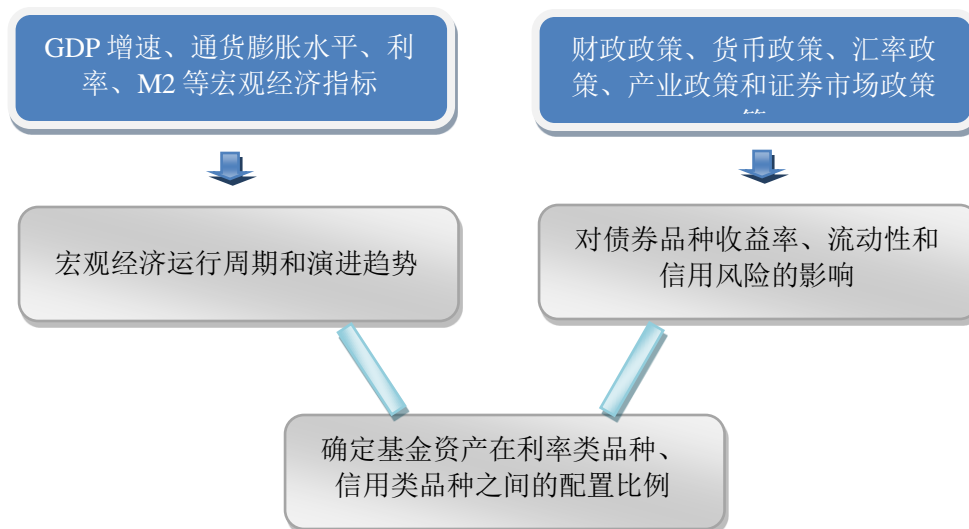 GDP 增速、通货膨胀水平、利
率、M2 等宏观经济指标
财政政策、货币政策、汇率政
策、产业政策和证券市场政策
宏观经济运行周期和演进趋势
对债券品种收益率、流动性和
信用风险的影响
确定基金资产在利率类品种、
信用类品种之间的配置比例